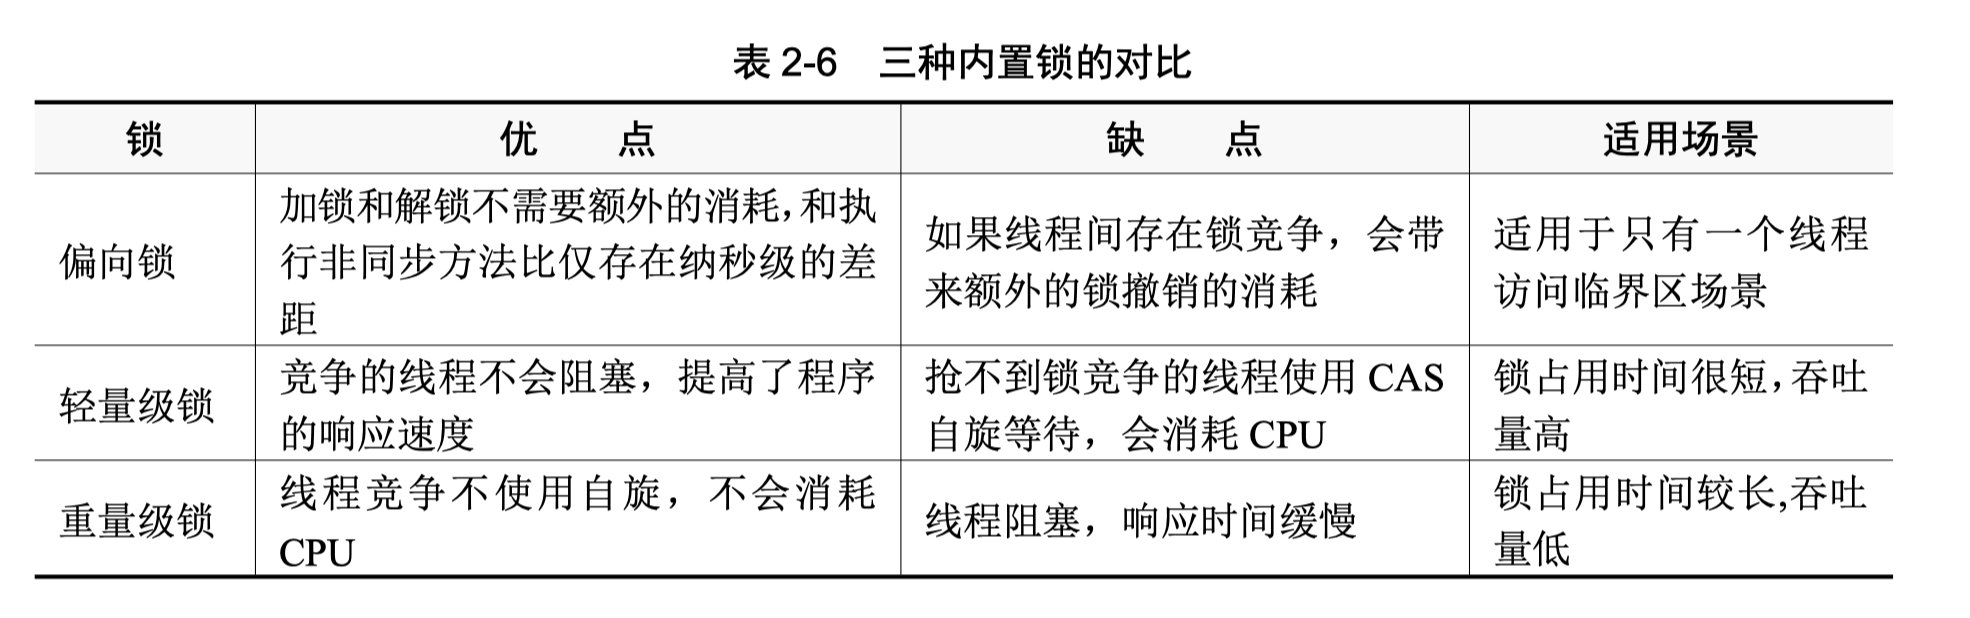 表 2-6 三种内置锁的对比
锁 优 点 缺 点 适用场景
偏向锁
加锁和解锁不需要额外的消耗，和执
行非同步方法比仅存在纳秒级的差
距
如果线程间存在锁竞争，会带
来额外的锁撤销的消耗
适用于只有一个线程
访问临界区场景
轻量级锁
竞争的线程不会阻塞，提高了程序
的响应速度
抢不到锁竞争的线程使用 CAS
自旋等待，会消耗 CPU
锁占用时间很短，吞吐
量高
重量级锁
线程竞争不使用自旋，不会消耗
CPU
线程阻塞，响应时间缓慢
锁占用时间较长,吞吐
量低